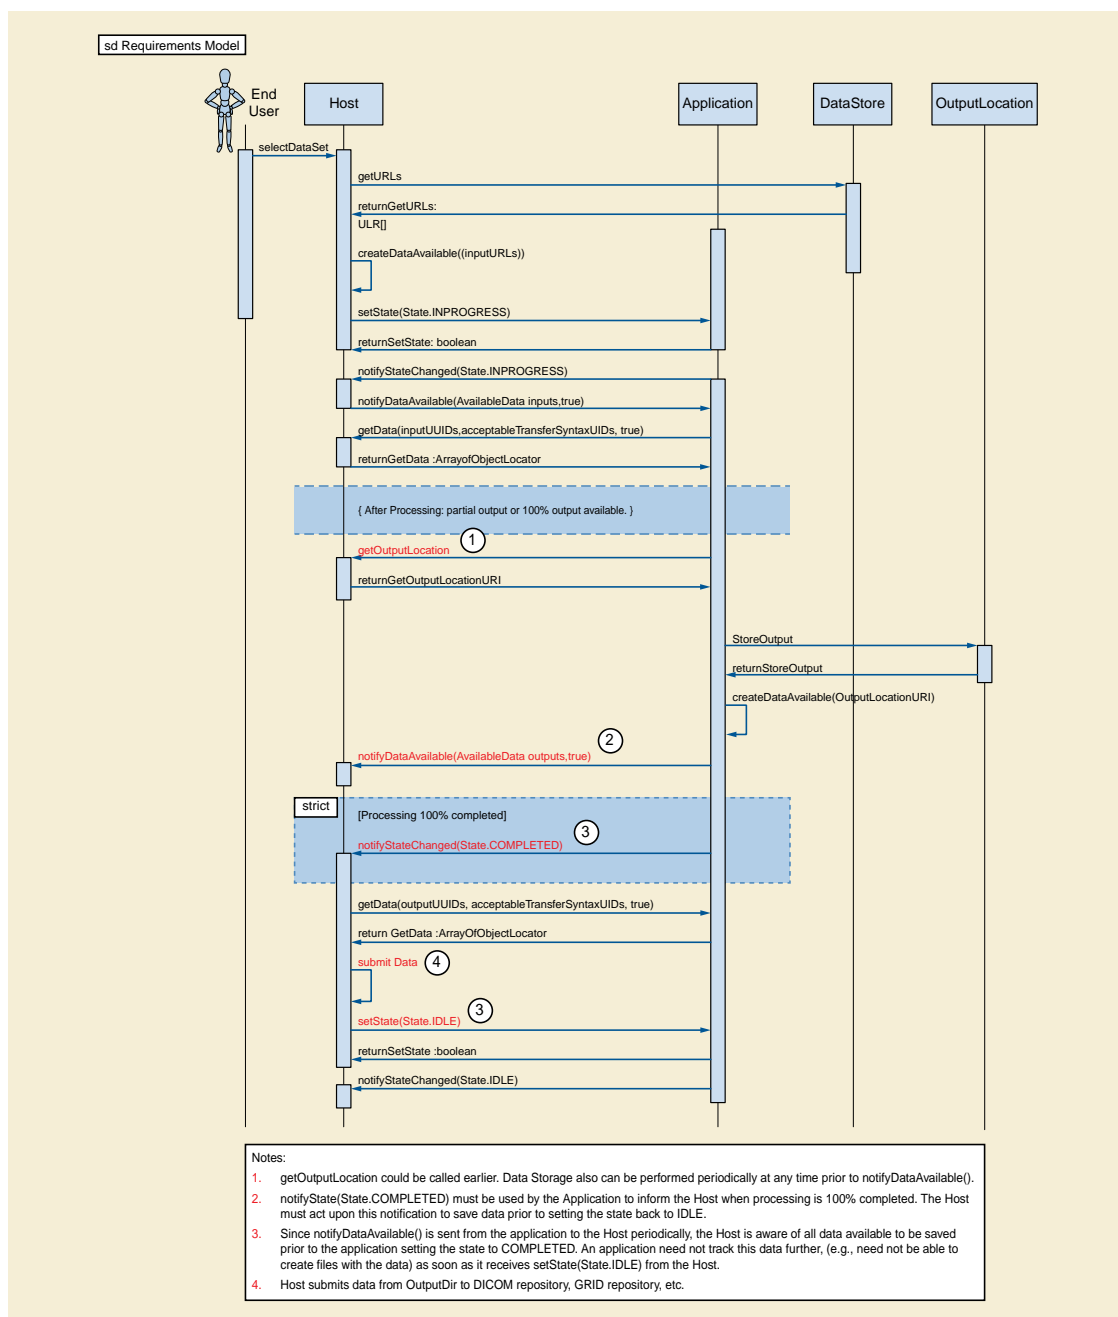 sd Requirements Model
End
User
Host
Application
DataStore
OutputLocation
selectDataSet
getURLs
returnGetURLs:
ULR[]
createDataAvailable((inputURLs))
setState(State.INPROGRESS)
returnSetState: boolean
notifyStateChanged(State.INPROGRESS)
notifyDataAvailable(AvailableData inputs,true)
getData(inputUUIDs,acceptableTransferSyntaxUIDs, true)
returnGetData :ArrayofObjectLocator
{ After Processing: partial output or 100% output available. }
1
getOutputLocation
returnGetOutputLocationURI
StoreOutput
returnStoreOutput
createDataAvailable(OutputLocationURI)
2
notifyDataAvailable(AvailableData outputs,true)
strict
[Processing 100% completed]
3
notifyStateChanged(State.COMPLETED)
getData(outputUUIDs, acceptableTransferSyntaxUIDs, true)
return GetData :ArrayOfObjectLocator
submit Data
4
3
setState(State.IDLE)
returnSetState :boolean
notifyStateChanged(State.IDLE)
Notes:
1. getOutputLocation could be called earlier. Data Storage also can be performed periodically at any time prior to notifyDataAvailable().
2. notifyState(State.COMPLETED) must be used by the Application to inform the Host when processing is 100% completed. The Host
must act upon this notification to save data prior to setting the state back to IDLE.
3. Since notifyDataAvailable() is sent from the application to the Host periodically, the Host is aware of all data available to be saved
prior to the application setting the state to COMPLETED. An application need not track this data further, (e.g., need not be able to
create files with the data) as soon as it receives setState(State.IDLE) from the Host.
4. Host submits data from OutputDir to DICOM repository, GRID repository, etc.